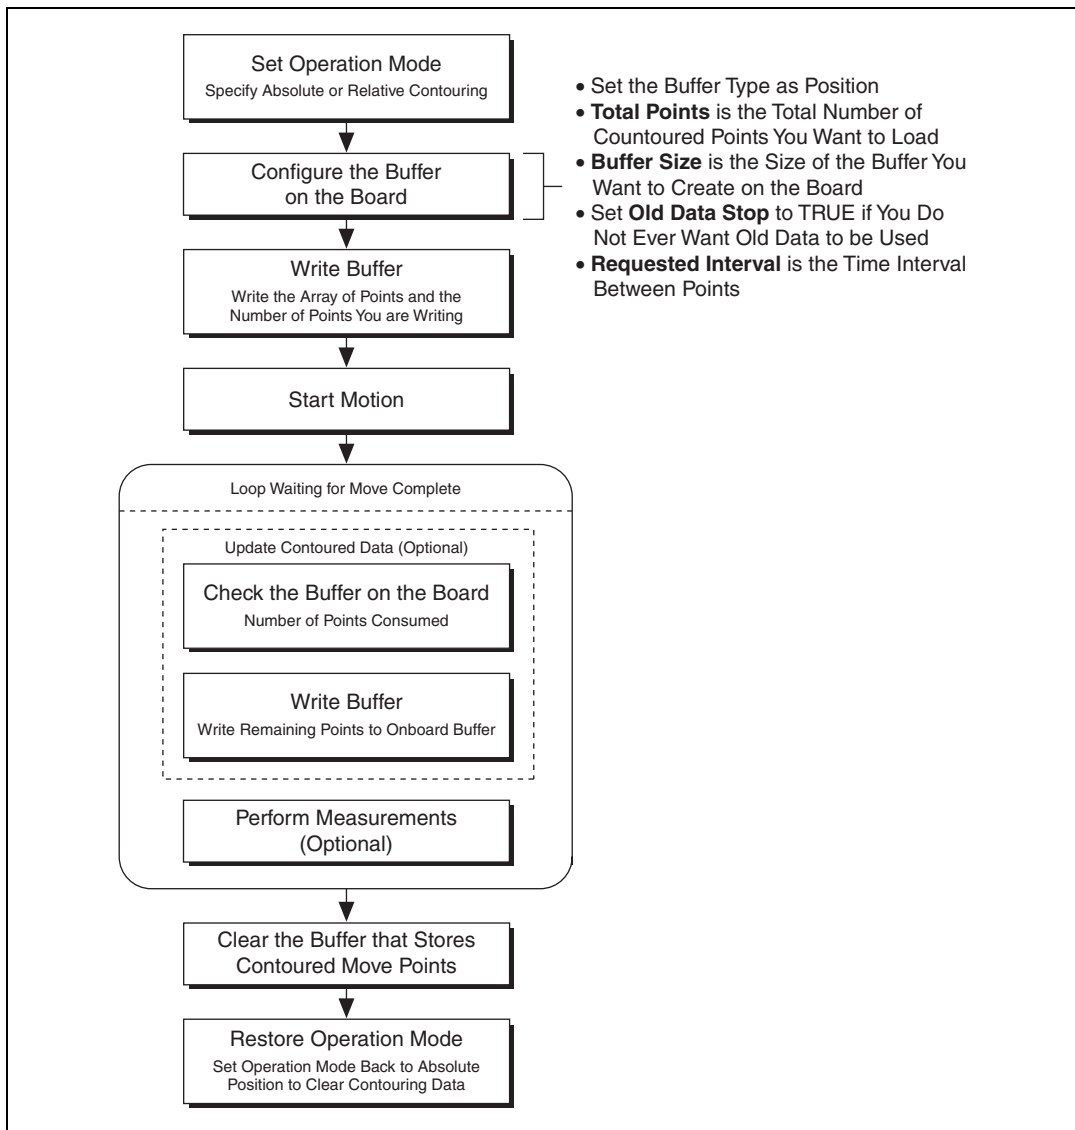 Set Operation Mode
Specify Absolute or Relative Contouring
Configure the Buffer
on the Board
• Set the Buffer Type as Position
• Total Points is the Total Number of
Countoured Points You Want to Load
• Buffer Size is the Size of the Buffer You
Want to Create on the Board
• Set Old Data Stop to TRUE if You Do
Not Ever Want Old Data to be Used
• Requested Interval is the Time Interval
Between Points
Write Buffer
Write the Array of Points and the
Number of Points You are Writing
Start Motion
Loop Waiting for Move Complete
Update Contoured Data (Optional)
Check the Buffer on the Board
Number of Points Consumed
Write Buffer
Write Remaining Points to Onboard Buffer
Perform Measurements
(Optional)
Clear the Buffer that Stores
Contoured Move Points
Restore Operation Mode
Set Operation Mode Back to Absolute
Position to Clear Contouring Data